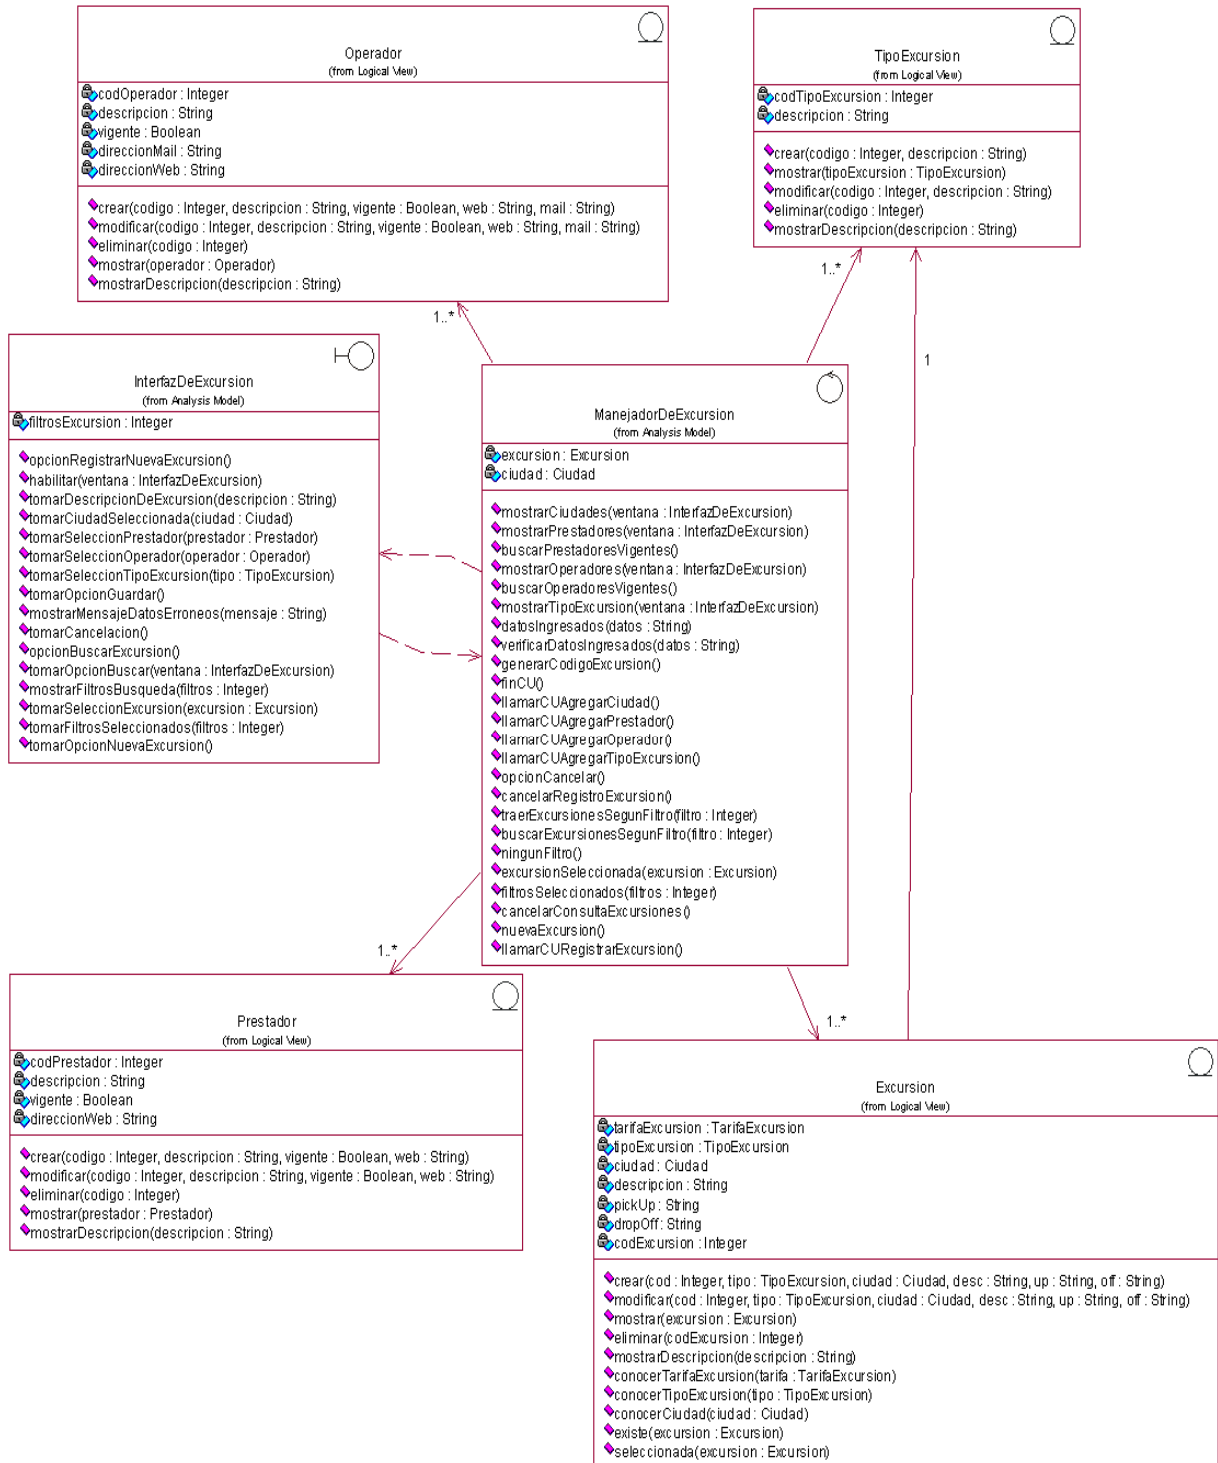 Operador
(from Logical View)
codOperador : Integer
descripcion : String
vigente : Boolean
direccionMail : String
direccionWeb : String
crear(codigo : Integer, descripcion : String, vigente : Boolean, web : String, mail : String)
modificar(codigo : Integer, descripcion : String, vigente : Boolean, web : String, mail : String)
eliminar(codigo : Integer)
mostrar(operador : Operador)
mostrarDescripcion(descripcion : String)
TipoExcursion
(from Logical View)
codTipoExcursion : Integer
descripcion : String
crear(codigo : Integer, descripcion : String)
mostrar(tipoExcursion : TipoExcursion)
modificar(codigo : Integer, descripcion : String)
eliminar(codigo : Integer)
mostrarDescripcion(descripcion : String)
1..*
1..*
1
InterfazDeExcursion
(from Analysis Model)
filtrosExcursion : Integer
opcionRegistrarNuevaExcursion()
habilitar(ventana : InterfazDeExcursion)
tomarDescripcionDeExcursion(descripcion : String)
tomarCiudadSeleccionada(ciudad : Ciudad)
tomarSeleccionPrestador(prestador : Prestador)
tomarSeleccionOperador(operador : Operador)
tomarSeleccionTipoExcursion(tipo : TipoExcursion)
tomarOpcionGuardar()
mostrarMensajeDatosErroneos(mensaje : String)
tomarCancelacion()
opcionBuscarExcursion()
tomarOpcionBuscar(ventana : InterfazDeExcursion)
mostrarFiltrosBusqueda(filtros : Integer)
tomarSeleccionExcursion(excursion : Excursion)
tomarFiltrosSeleccionados(filtros : Integer)
tomarOpcionNuevaExcursion()
ManejadorDeExcursion
(from Analysis Model)
excursion : Excursion
ciudad : Ciudad
mostrarCiudades(ventana : InterfazDeExcursion)
mostrarPrestadores(ventana : InterfazDeExcursion)
buscarPrestadoresVigentes()
mostrarOperadores(ventana : InterfazDeExcursion)
buscarOperadoresVigentes()
mostrarTipoExcursion(ventana : InterfazDeExcursion)
datosIngresados(datos : String)
verificarDatosIngresados(datos : String)
generarCodigoExcursion()
finCU()
llamarCUAgregarCiudad()
llamarCUAgregarPrestador()
llamarCUAgregarOperador()
llamarCUAgregarTipoExcursion()
opcionCancelar()
cancelarRegistroExcursion()
traerExcursionesSegunFiltro(filtro : Integer)
buscarExcursionesSegunFiltro(filtro : Integer)
ningunFiltro()
excursionSeleccionada(excursion : Excursion)
filtrosSeleccionados(filtros : Integer)
cancelarConsultaExcursiones()
nuevaExcursion()
llamarCURegistrarExcursion()
1..*
1..*
Prestador
(from Logical View)
codPrestador : Integer
descripcion : String
vigente : Boolean
direccionWeb : String
crear(codigo : Integer, descripcion : String, vigente : Boolean, web : String)
modificar(codigo : Integer, descripcion : String, vigente : Boolean, web : String)
eliminar(codigo : Integer)
mostrar(prestador : Prestador)
mostrarDescripcion(descripcion : String)
Excursion
(from Logical View)
tarifaExcursion : TarifaExcursion
tipoExcursion : TipoExcursion
ciudad : Ciudad
descripcion : String
pickUp : String
dropOff : String
codExcursion : Integer
crear(cod : Integer, tipo : TipoExcursion, ciudad : Ciudad, desc : String, up : String, off : String)
modificar(cod : Integer, tipo : TipoExcursion, ciudad : Ciudad, desc : String, up : String, off : String)
mostrar(excursion : Excursion)
eliminar(codExcursion : Integer)
mostrarDescripcion(descripcion : String)
conocerTarifaExcursion(tarifa : TarifaExcursion)
conocerTipoExcursion(tipo : TipoExcursion)
conocerCiudad(ciudad : Ciudad)
existe(excursion : Excursion)
seleccionada(excursion : Excursion)